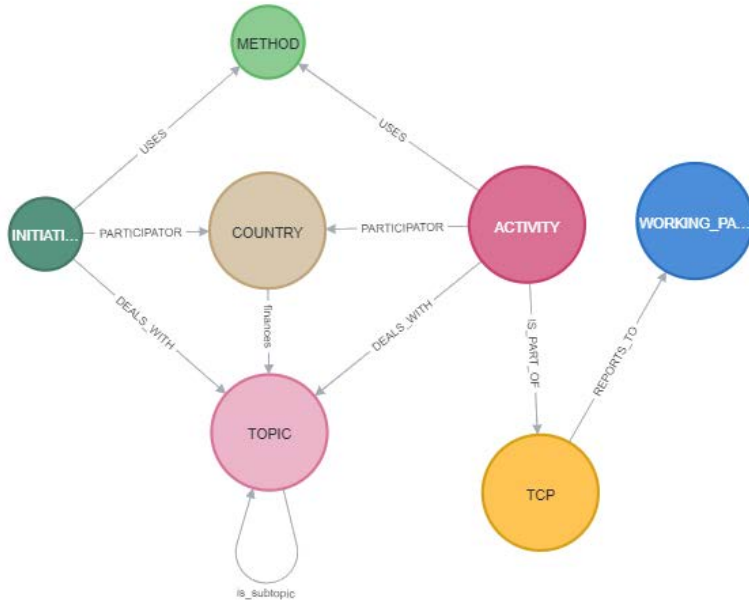 METHOD
USES
USES
INITIATI...
PARTICIPATOR
COUNTRY
PARTICIPATOR
ACTIVITY
WORKING_PA...
DEALS_WITH
finances
DEALS_WITH
IS_PART_OF
REPORTS_TO
TOPIC
TCP
is_subtopic